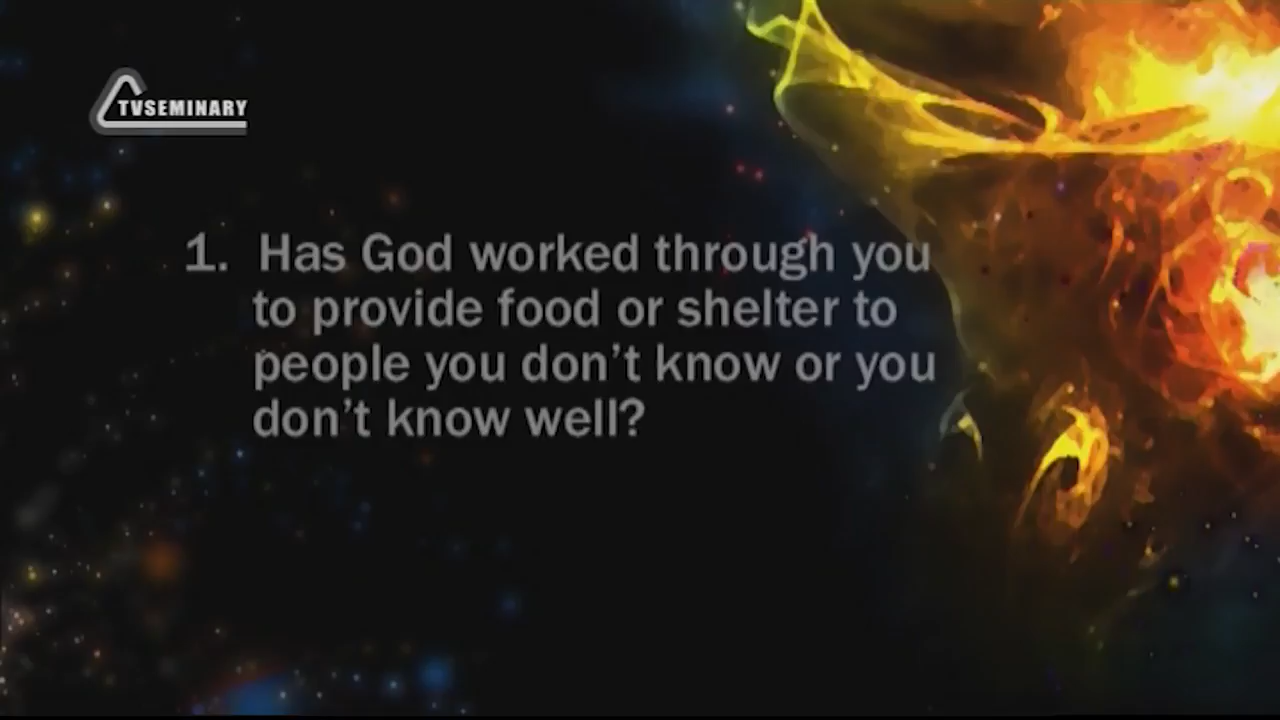 TVSEMINARY
1. Has God worked through you
to provide food or shelter to
people you don’t know or you
don’t know well?